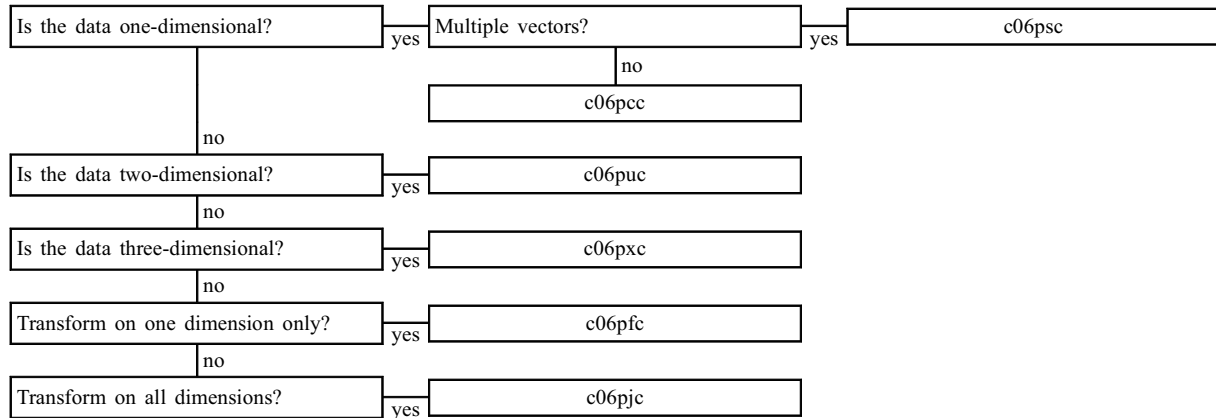 Is the data one-dimensional?
yes
Multiple vectors?
yes
c06psc
no
c06pcc
no
Is the data two-dimensional?
yes
c06puc
no
Is the data three-dimensional?
yes
c06pxc
no
Transform on one dimension only?
yes
c06pfc
no
Transform on all dimensions?
yes
c06pjc